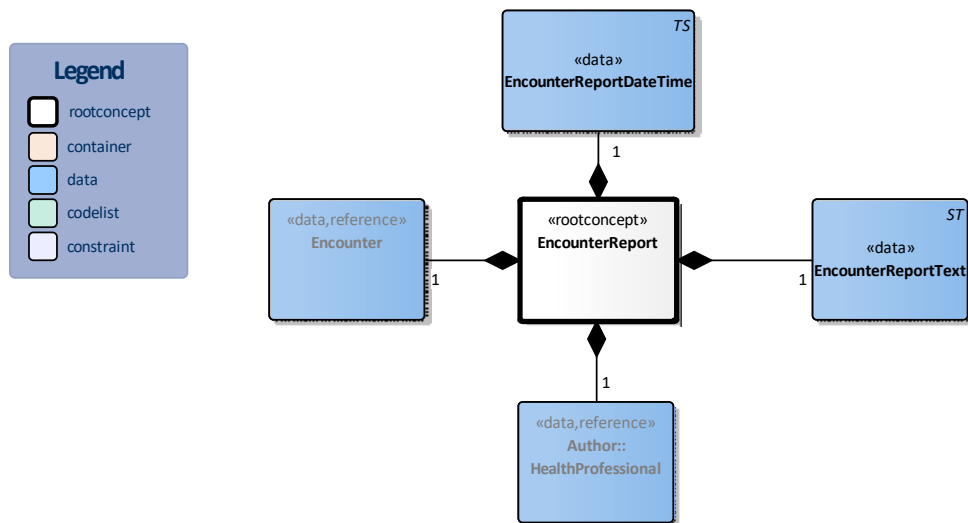 Legend
rootconcept
container
data
codelist
constraint
TS
«data»
EncounterReportDateTime
1
«data,reference»
Encounter
1
«rootconcept»
EncounterReport
ST
«data»
EncounterReportText
1
1
«data,reference»
Author::
HealthProfessional